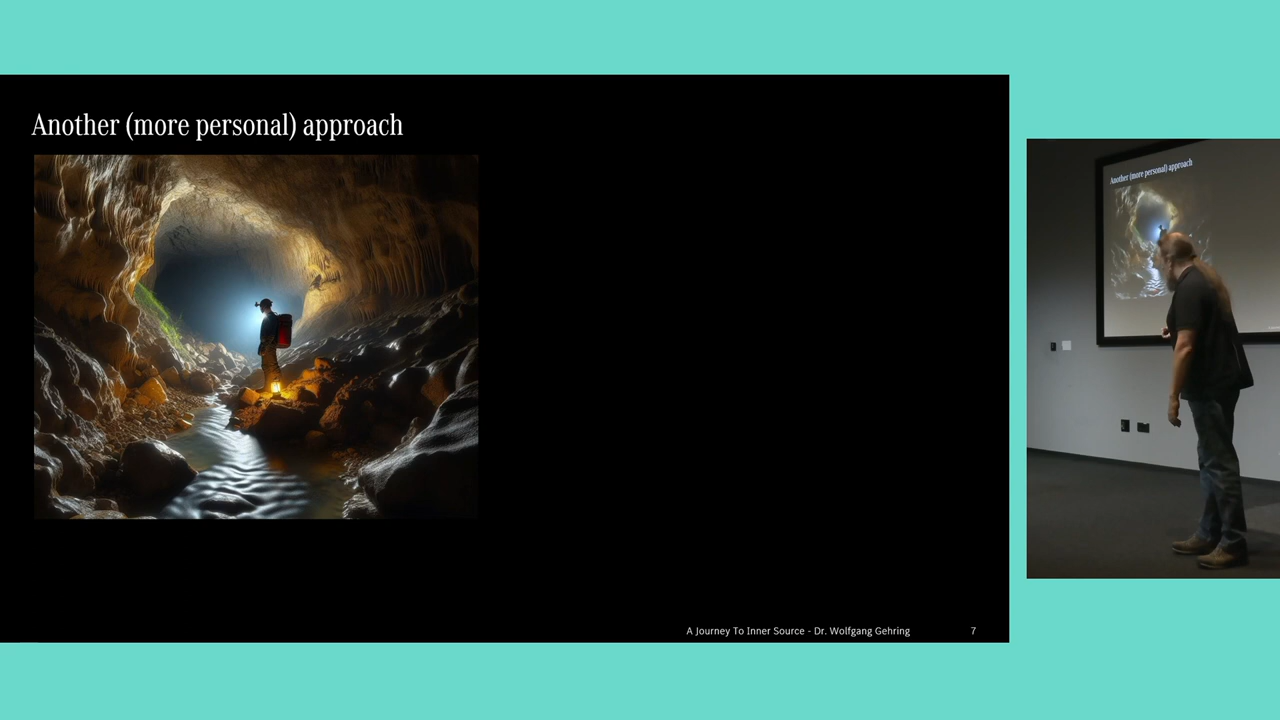 Another (more personal) approach
A Journey To Inner Source - Dr. Wolfgang Gehring
7
Another (more personal) approach